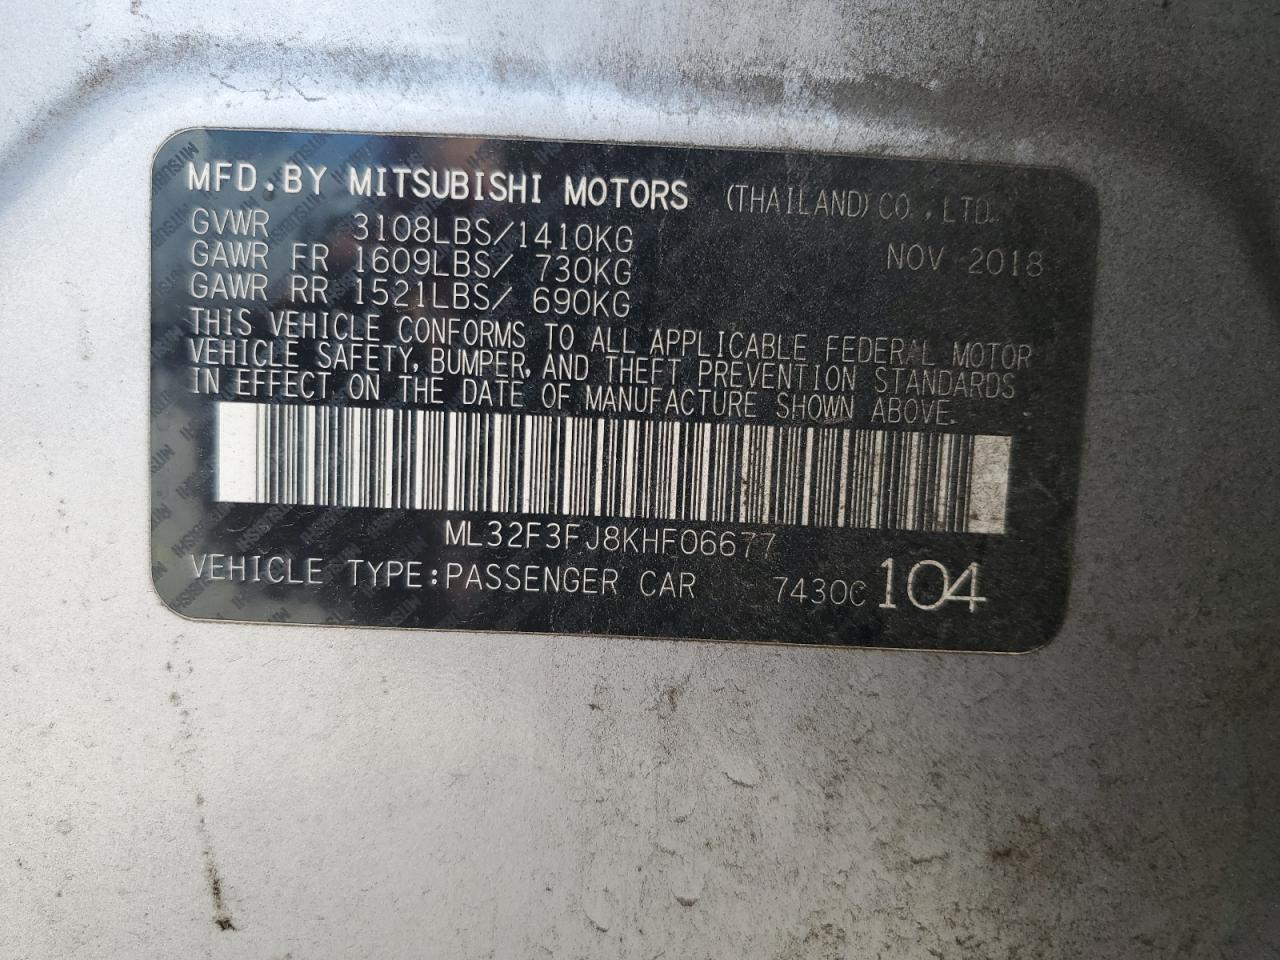 MFD.BY MITSUBISHI MOTORS (THAILAND) CO.,LTD.
GVWR 3108LBS/1410KG
NOV 2018
GAWR FR 1609LBS/ 730KG
GAWR RR 1521LBS/ 690KG
THIS VEHICLE CONFORMS TO ALL APPLICABLE FEDERAL MOTOR
VEHICLE SAFETY, BUMPER, AND THEFT PREVENTION STANDARDS
IN EFFECT ON THE DATE OF MANUFACTURE SHOWN ABOVE.
ML32F3FJ8KHF06677
VEHICLE TYPE:PASSENGER CAR 7430C 104